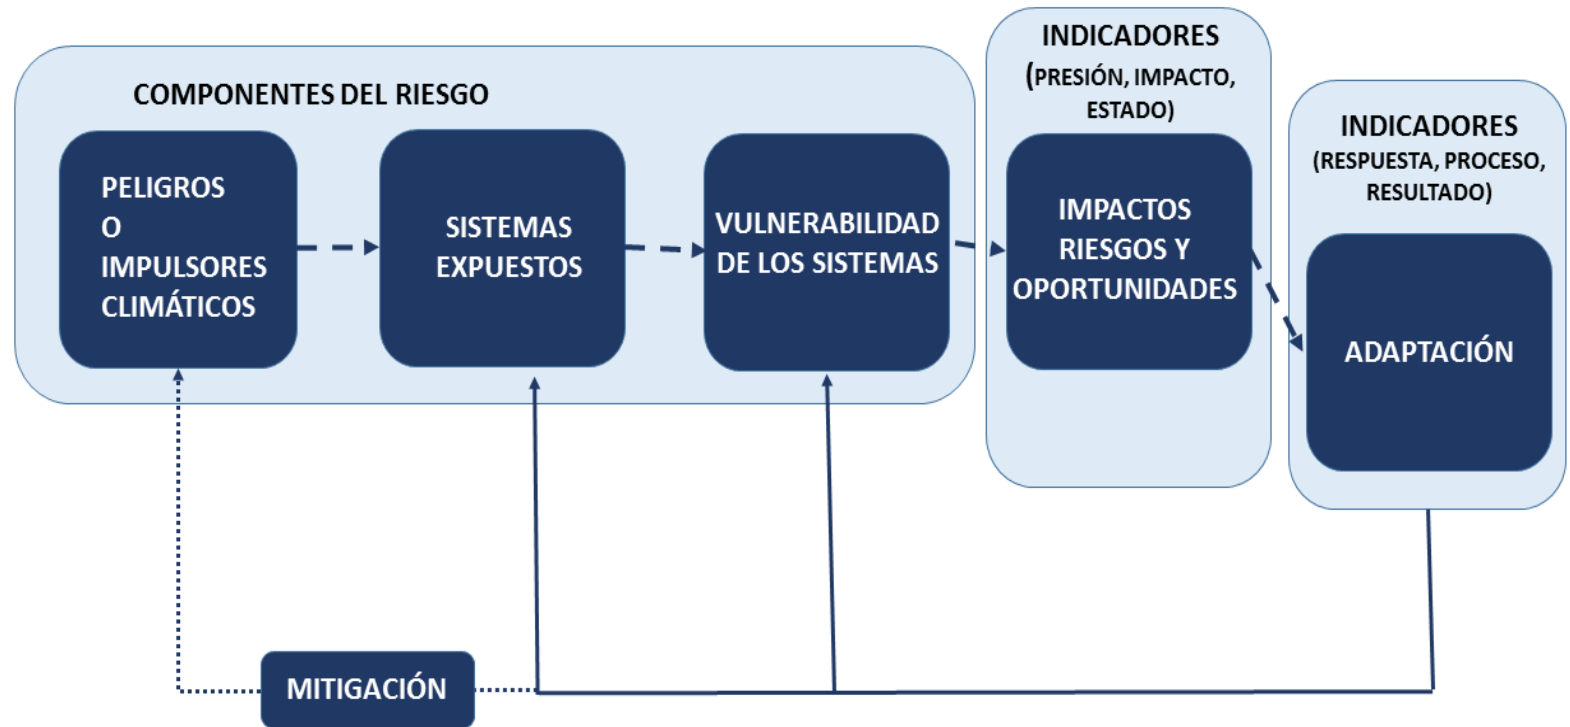 COMPONENTES DEL RIESGO
PELIGROS
O
IMPULSORES
CLIMÁTICOS
SISTEMAS
EXPUESTOS
VULNERABILIDAD
DE LOS SISTEMAS
INDICADORES
(PRESIÓN, IMPACTO,
ESTADO)
IMPACTOS
RIESGOS Y
OPORTUNIDADES
INDICADORES
(RESPUESTA, PROCESO,
RESULTADO)
ADAPTACIÓN
MITIGACIÓN